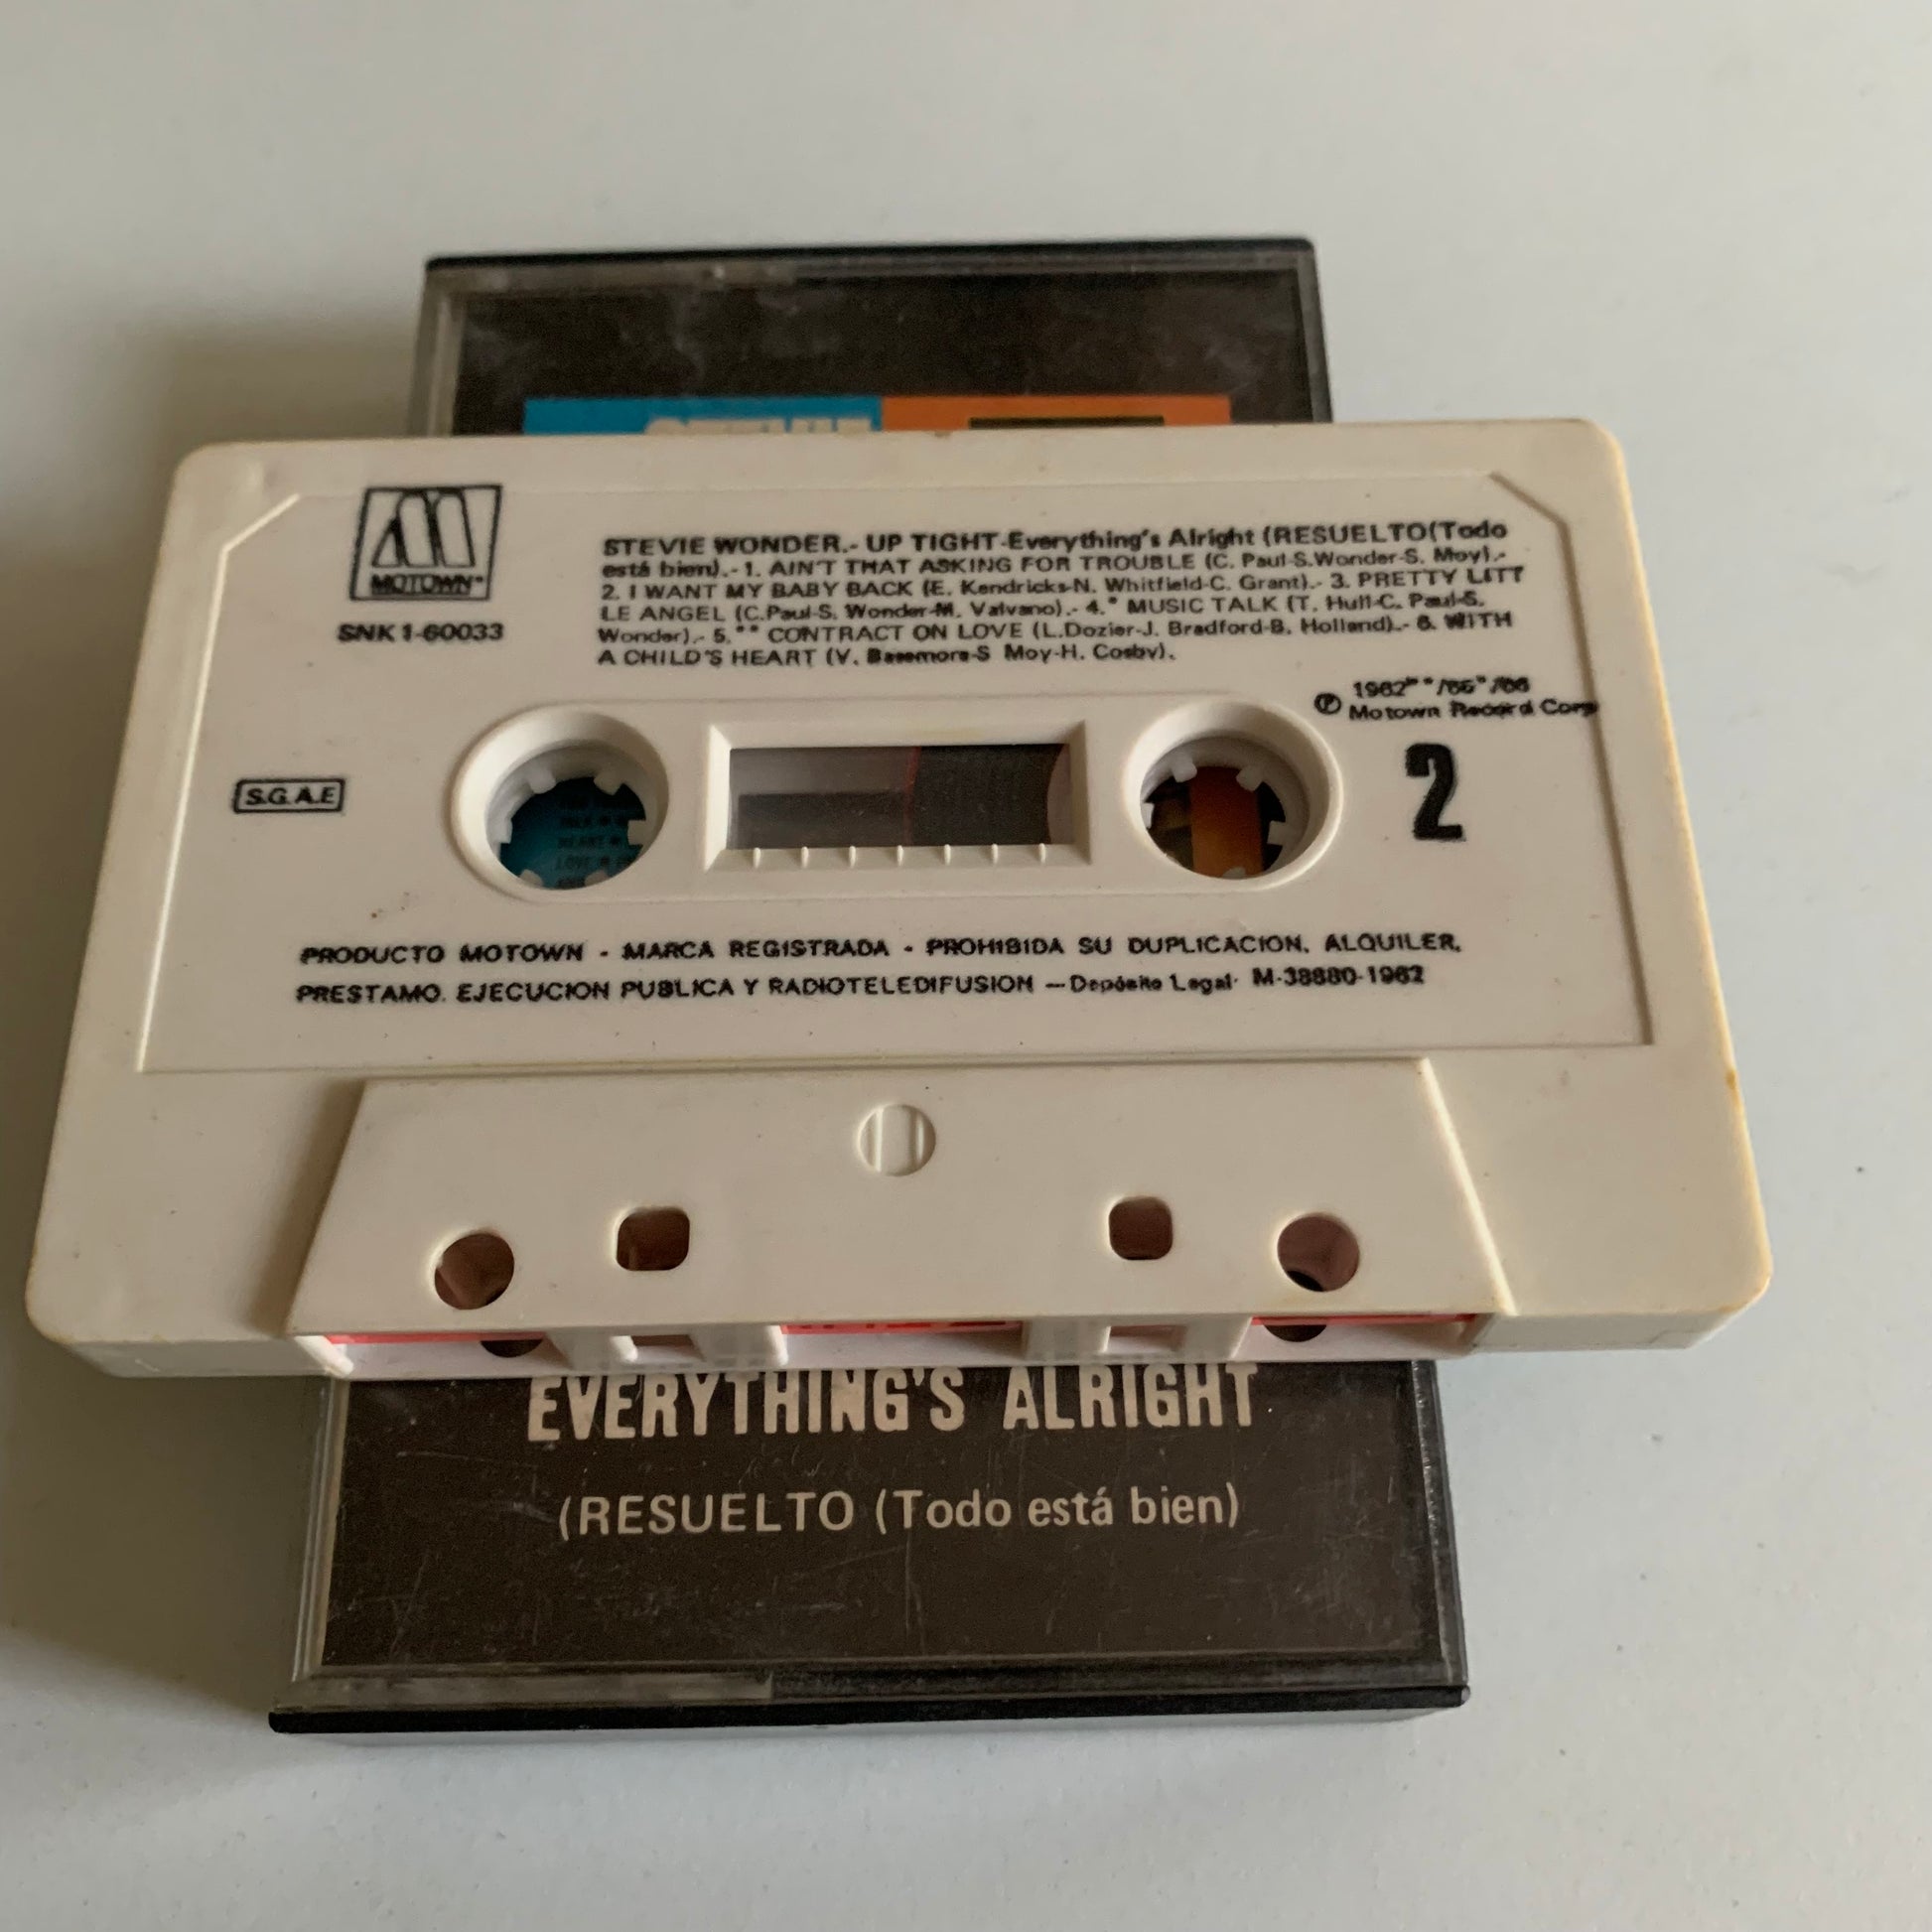 MOTOWN
SNK 1-60033
STEVIE WONDER.- UP TIGHT-Everything's Alright (RESUELTO(Todo
está bien).- 1. AIN'T THAT ASKING FOR TROUBLE (C. Paul-S.Wonder-S. Moy).-
2. I WANT MY BABY BACK (E. Kendricks-N. Whitfield-C. Grant).- 3. PRETTY LITT
LE ANGEL (C.Paul-S. Wonder-M. Valvano).- 4.* MUSIC TALK (T. Hull-C. Paul-S.
Wonder).- 5.** CONTRACT ON LOVE (L.Dozier-J. Bradford-B. Holland).- 6. WITH
A CHILD'S HEART (V. Basemore-S Moy-H. Cosby).
1962**/65*/66
Ⓟ Motown Record Corp
S.G.A.E
2
HEART *
LOVE *
PRODUCTO MOTOWN - MARCA REGISTRADA - PROHIBIDA SU DUPLICACION, ALQUILER,
PRESTAMO. EJECUCION PUBLICA Y RADIOTELEDIFUSION — Depósito Legal· M-38880-1982
EVERYTHING'S ALRIGHT
(RESUELTO (Todo está bien)